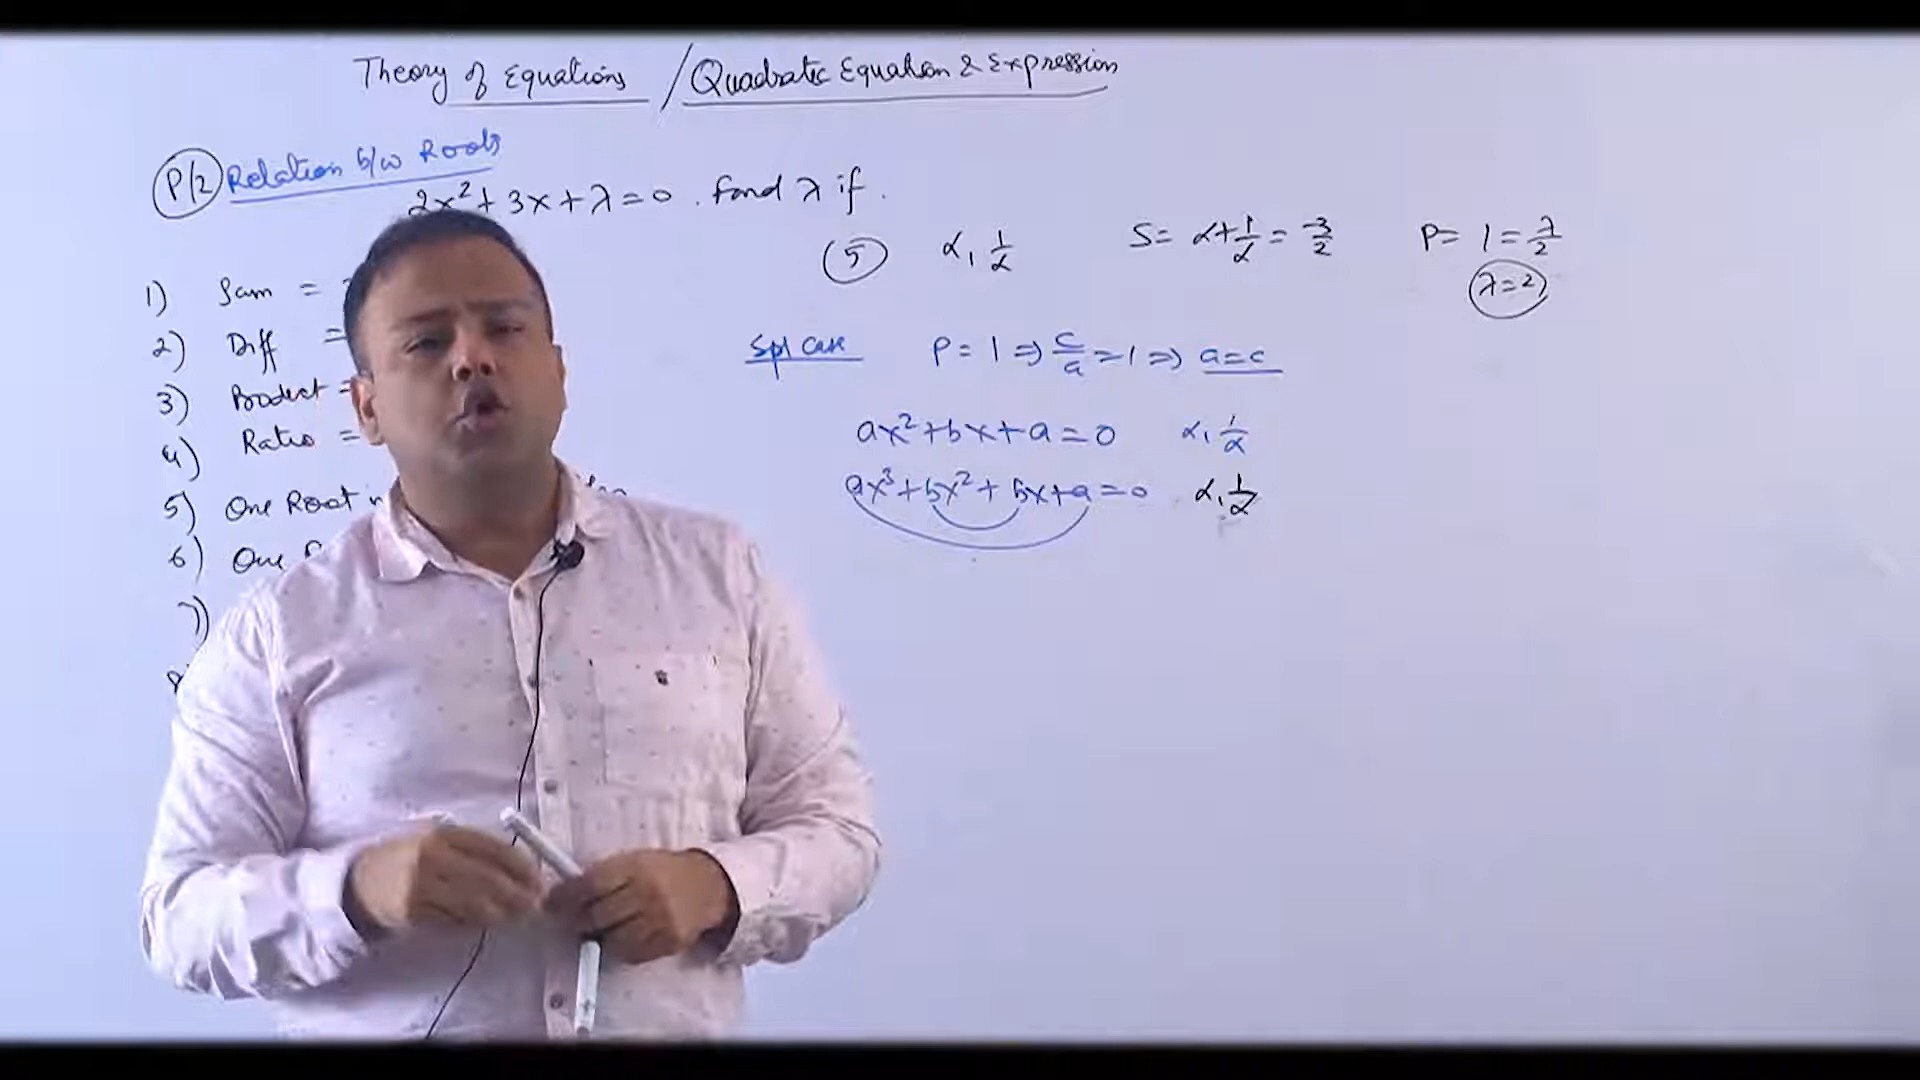 Theory of Equations / Quadratic Equation & Expression
P/2 Relation b/w Roots
2x² + 3x + λ = 0 . Find λ if .
5 α, 1/α S = α + 1/α = -3/2 P = 1 = λ/2
λ = 2
1) Sum =
2) Diff =
3) Product =
4) Ratio =
5) One Root
6) One
7)
Spl case P = 1 ⇒ c/a = 1 ⇒ a = c
ax² + bx + a = 0 α, 1/α
ax³ + bx² + bx + a = 0 α, 1/α